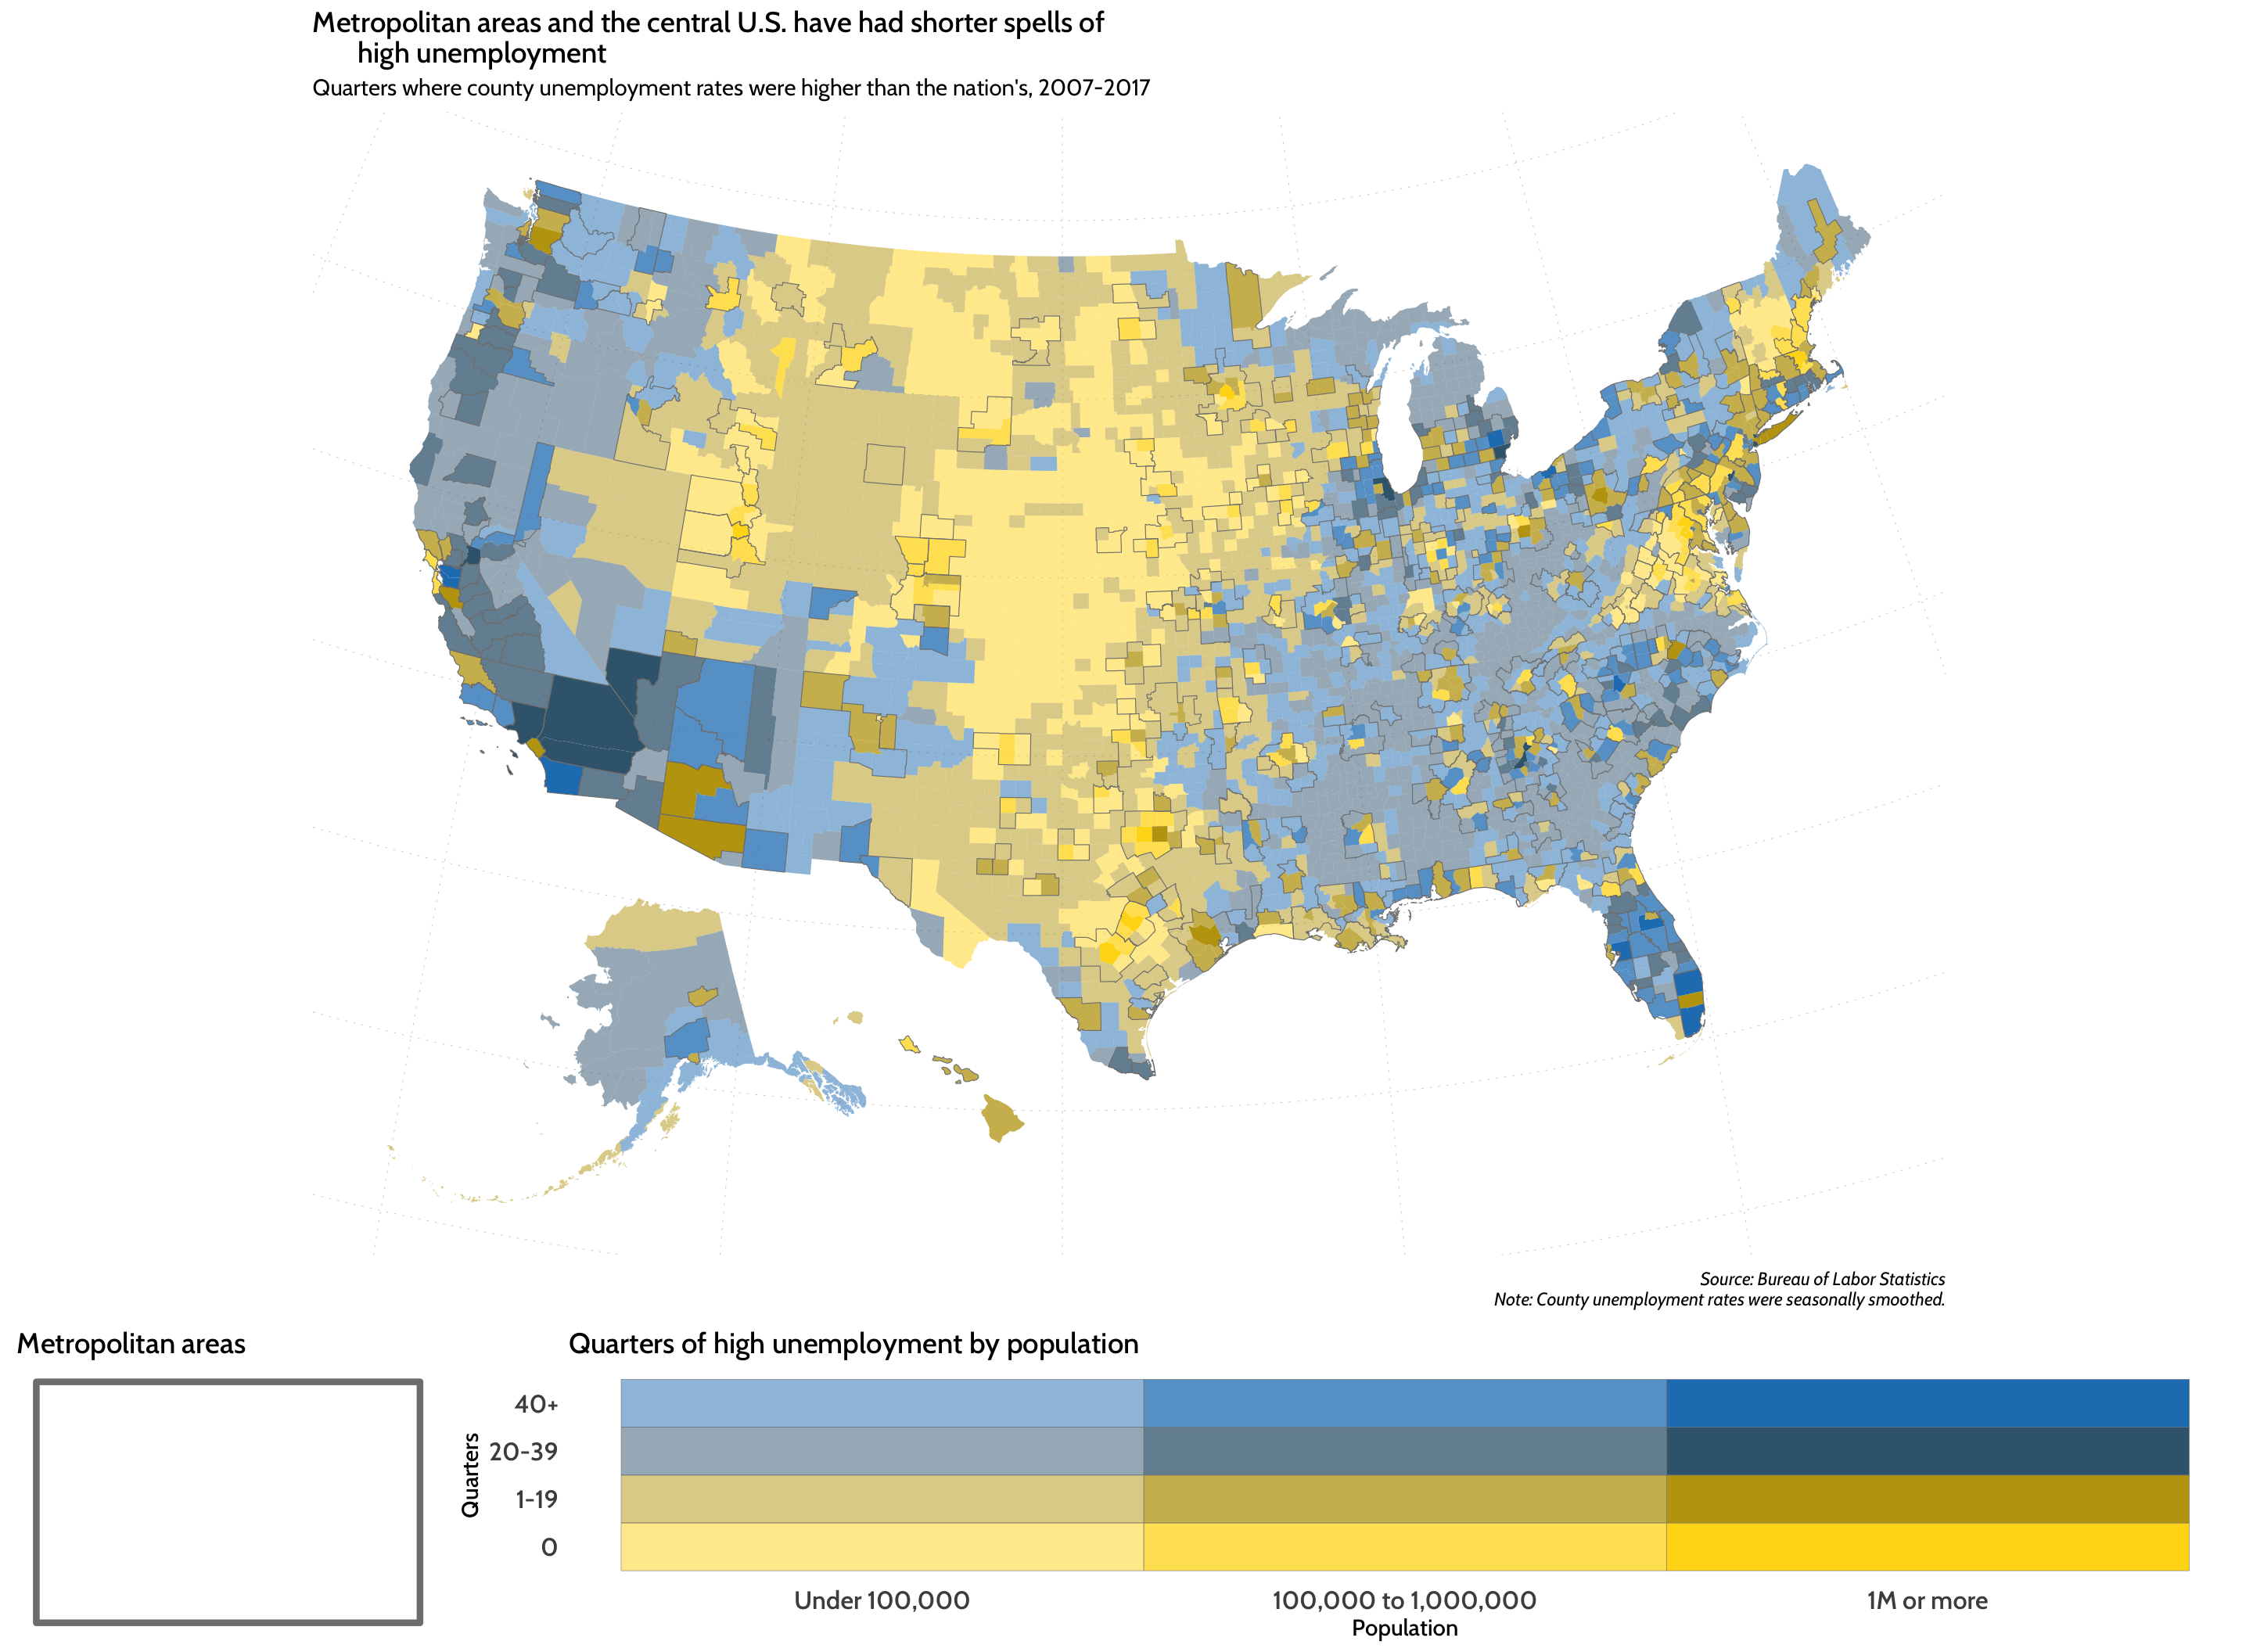 Metropolitan areas and the central U.S. have had shorter spells of
high unemployment
Quarters where county unemployment rates were higher than the nation's, 2007-2017
Source: Bureau of Labor Statistics
Note: County unemployment rates were seasonally smoothed.
Metropolitan areas
Quarters of high unemployment by population
Quarters
40+
20-39
1-19
0
Under 100,000
100,000 to 1,000,000
1M or more
Population